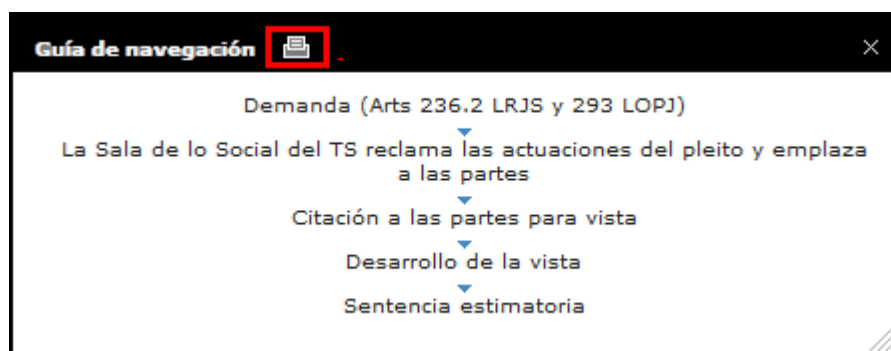 Guía de navegación
Demanda (Arts 236.2 LRJS y 293 LOPJ)
La Sala de lo Social del TS reclama las actuaciones del pleito y emplaza
a las partes
Citación a las partes para vista
Desarrollo de la vista
Sentencia estimatoria